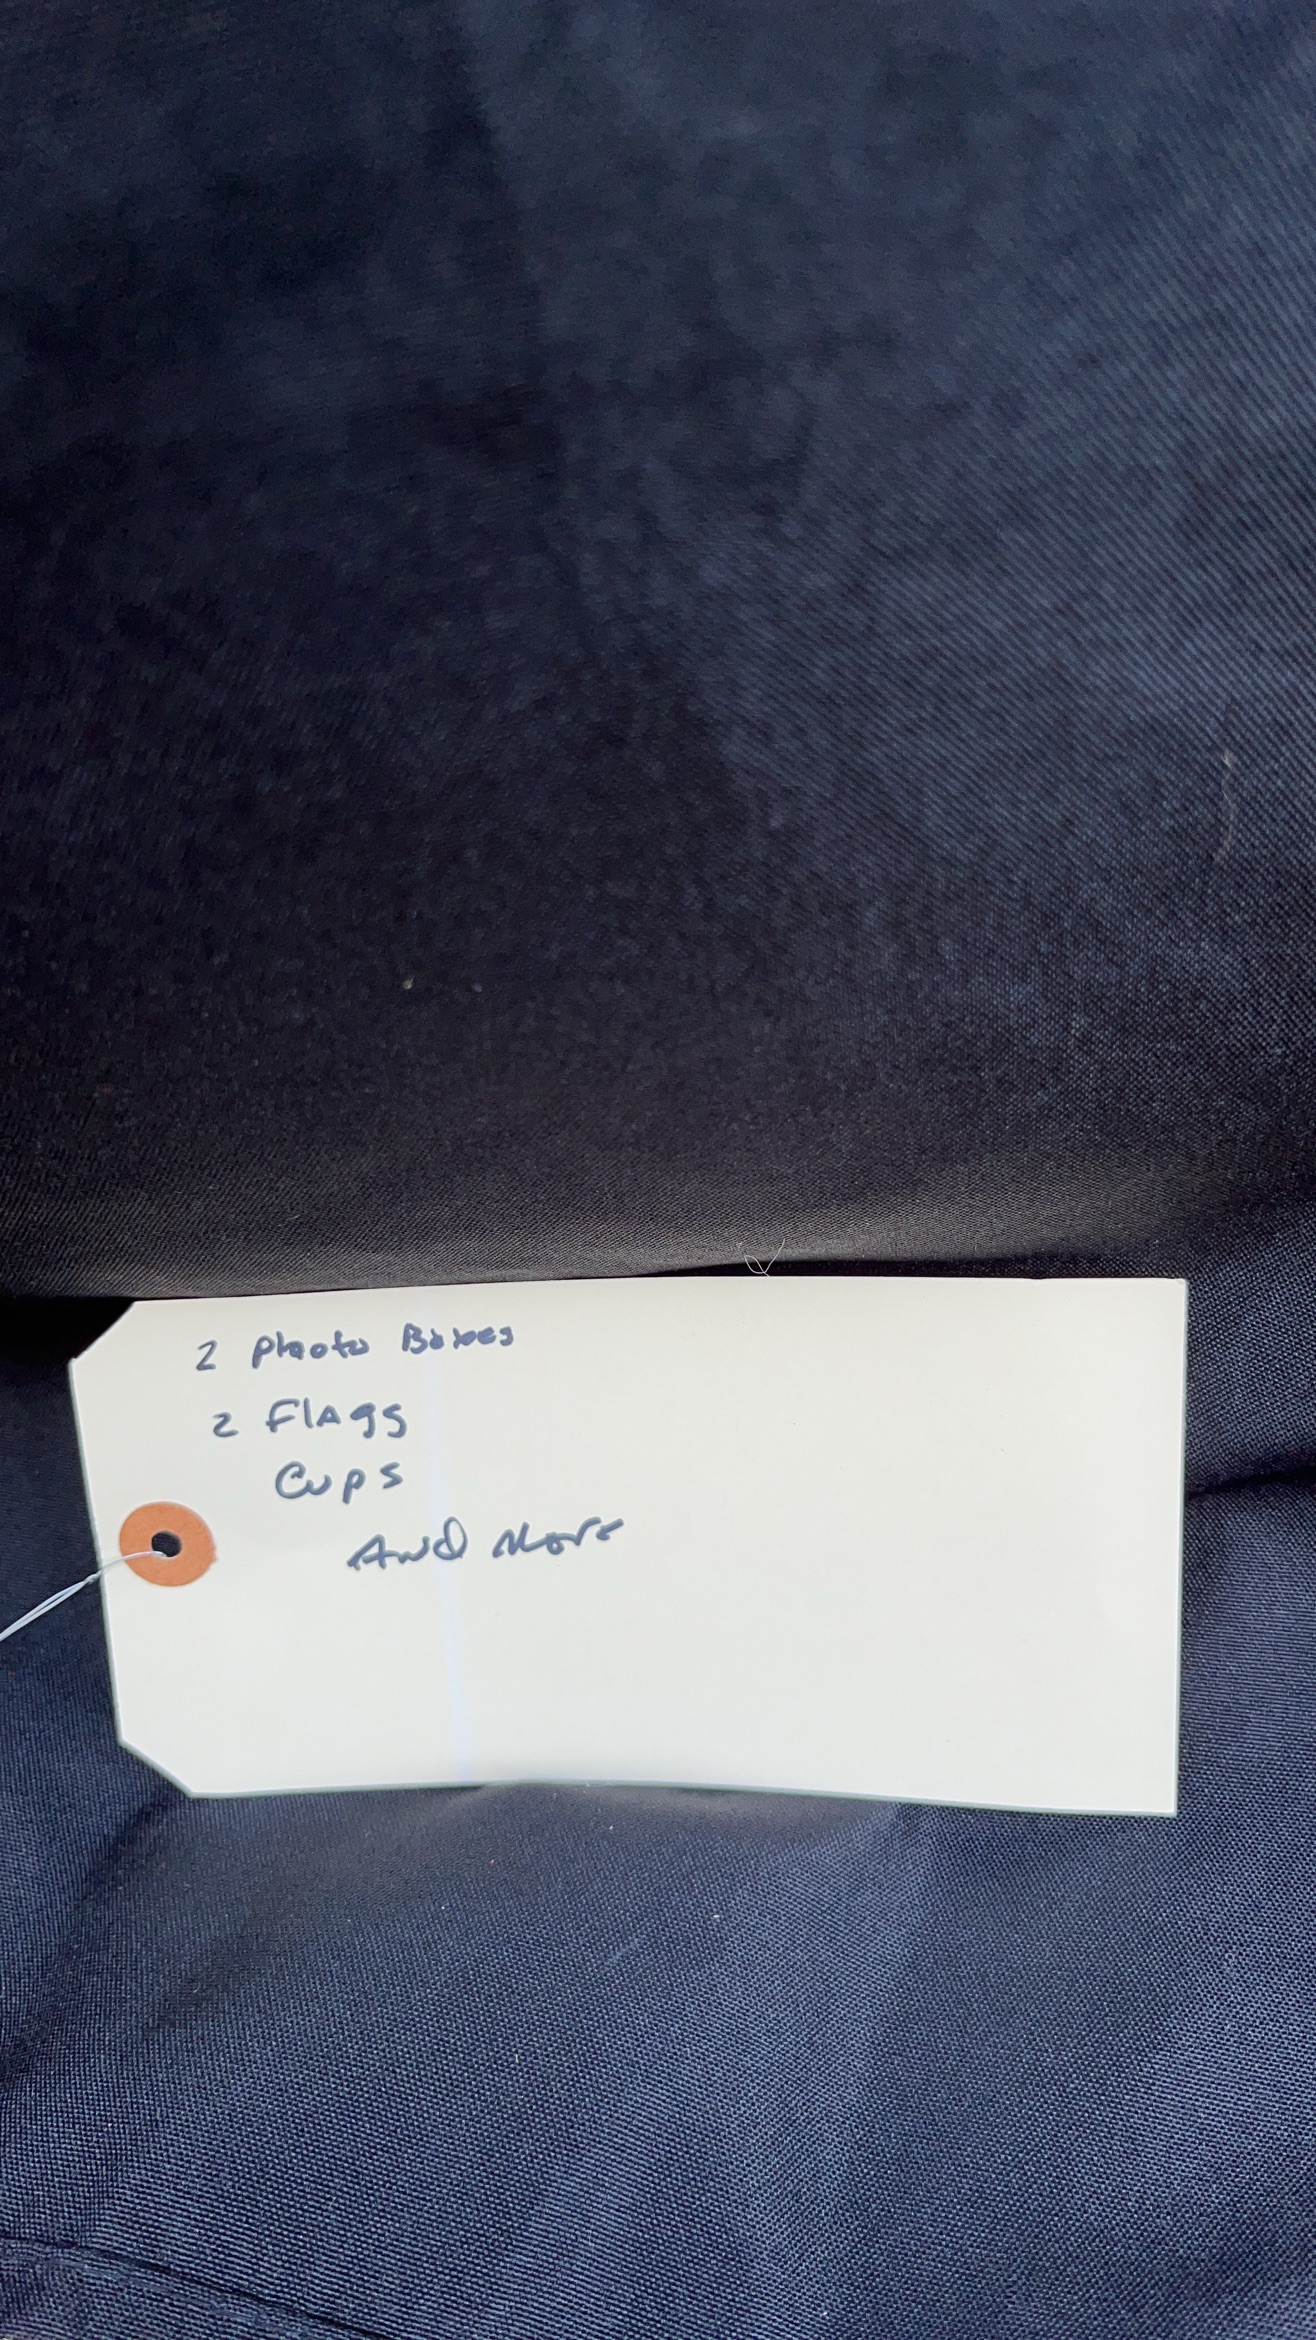 2 Photo Boxes
2 Flags
Cups
And More